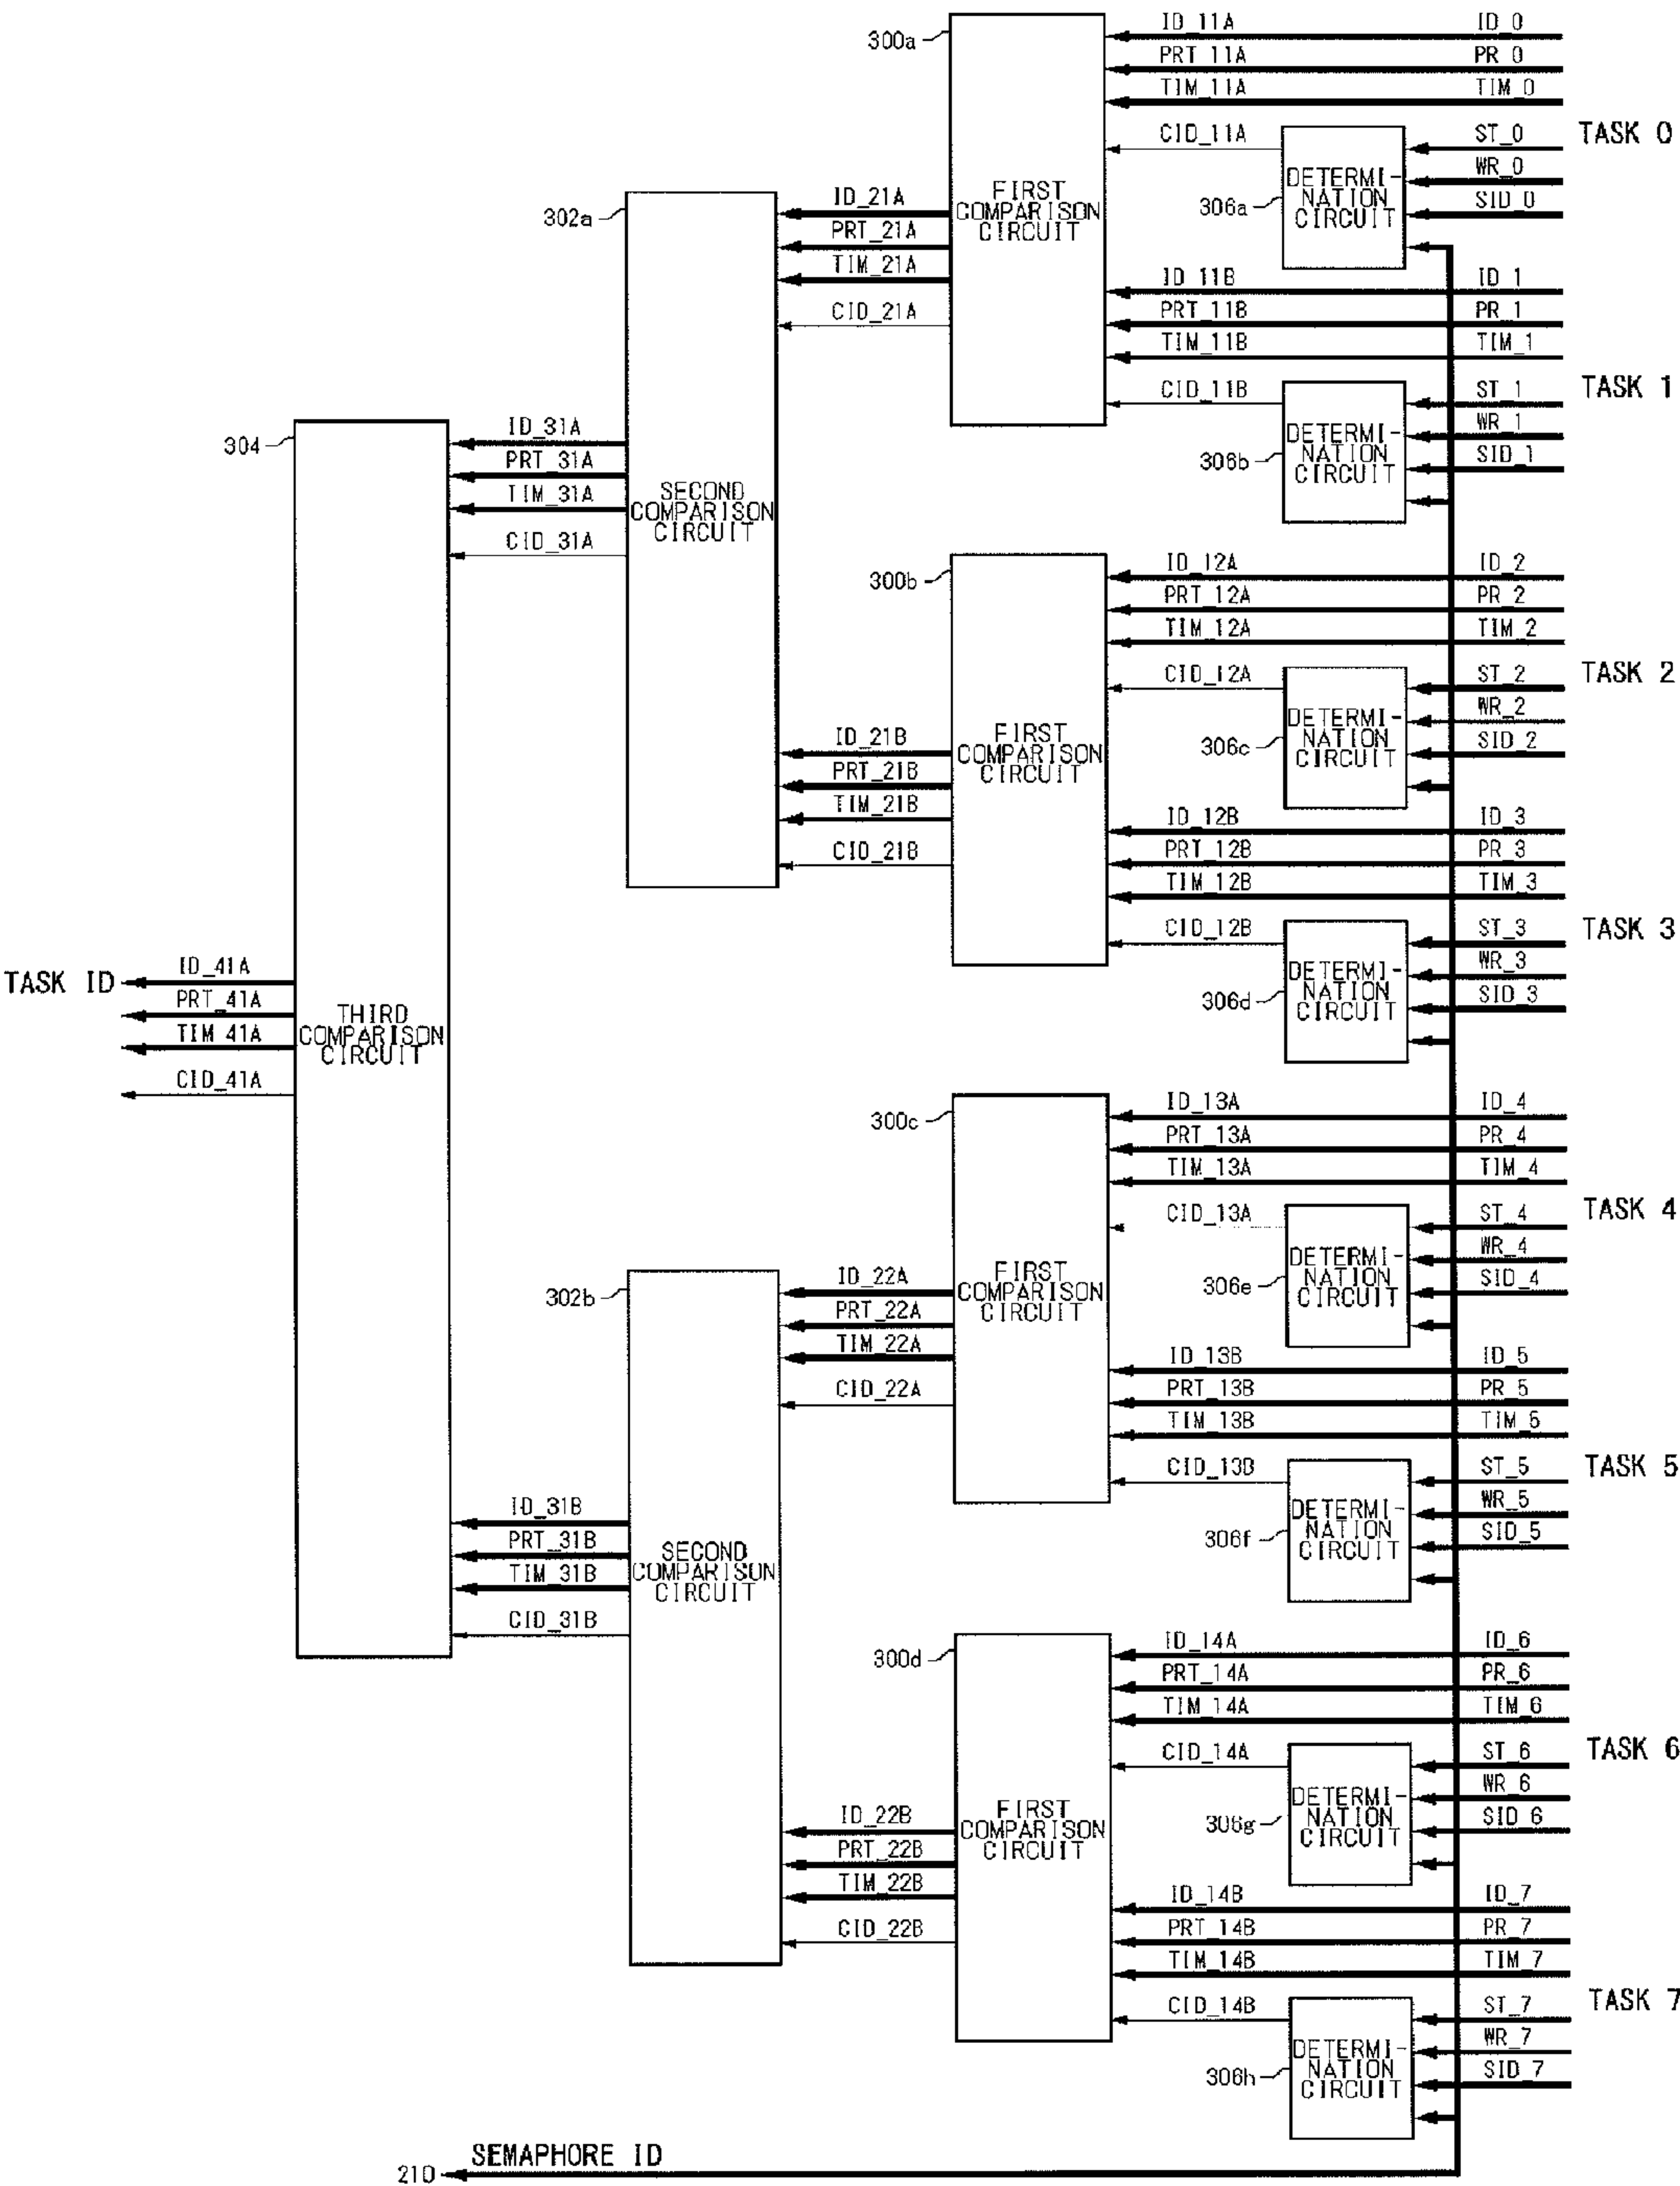 300a
ID_11A ID_0
PRT_11A PR_0
TIM_11A TIM_0
TASK 0
CID_11A ST_0
WR_0
SID_0
306a
DETERMI-
NATION
CIRCUIT
FIRST
COMPARISON
CIRCUIT
ID_11B ID_1
PRT_11B PR_1
TIM_11B TIM_1
TASK 1
CID_11B ST_1
WR_1
SID_1
306b
DETERMI-
NATION
CIRCUIT
302a
ID_21A
PRT_21A
TIM_21A
CID_21A
SECOND
COMPARISON
CIRCUIT
304
ID_31A
PRT_31A
TIM_31A
CID_31A
300b
ID_12A ID_2
PRT_12A PR_2
TIM_12A TIM_2
TASK 2
CID_12A ST_2
WR_2
SID_2
306c
DETERMI-
NATION
CIRCUIT
FIRST
COMPARISON
CIRCUIT
ID_21B
PRT_21B
TIM_21B
CID_21B
ID_12B ID_3
PRT_12B PR_3
TIM_12B TIM_3
TASK 3
CID_12B ST_3
WR_3
SID_3
306d
DETERMI-
NATION
CIRCUIT
TASK ID
ID_41A
PRT_41A
TIM_41A
CID_41A
THIRD
COMPARISON
CIRCUIT
300c
ID_13A ID_4
PRT_13A PR_4
TIM_13A TIM_4
TASK 4
CID_13A ST_4
WR_4
SID_4
306e
DETERMI-
NATION
CIRCUIT
FIRST
COMPARISON
CIRCUIT
302b
ID_22A
PRT_22A
TIM_22A
CID_22A
ID_13B ID_5
PRT_13B PR_5
TIM_13B TIM_5
TASK 5
CID_13B ST_5
WR_5
SID_5
306f
DETERMI-
NATION
CIRCUIT
ID_31B
PRT_31B
TIM_31B
CID_31B
SECOND
COMPARISON
CIRCUIT
300d
ID_14A ID_6
PRT_14A PR_6
TIM_14A TIM_6
TASK 6
CID_14A ST_6
WR_6
SID_6
306g
DETERMI-
NATION
CIRCUIT
FIRST
COMPARISON
CIRCUIT
ID_22B
PRT_22B
TIM_22B
CID_22B
ID_14B ID_7
PRT_14B PR_7
TIM_14B TIM_7
TASK 7
CID_14B ST_7
WR_7
SID_7
306h
DETERMI-
NATION
CIRCUIT
SEMAPHORE ID
210